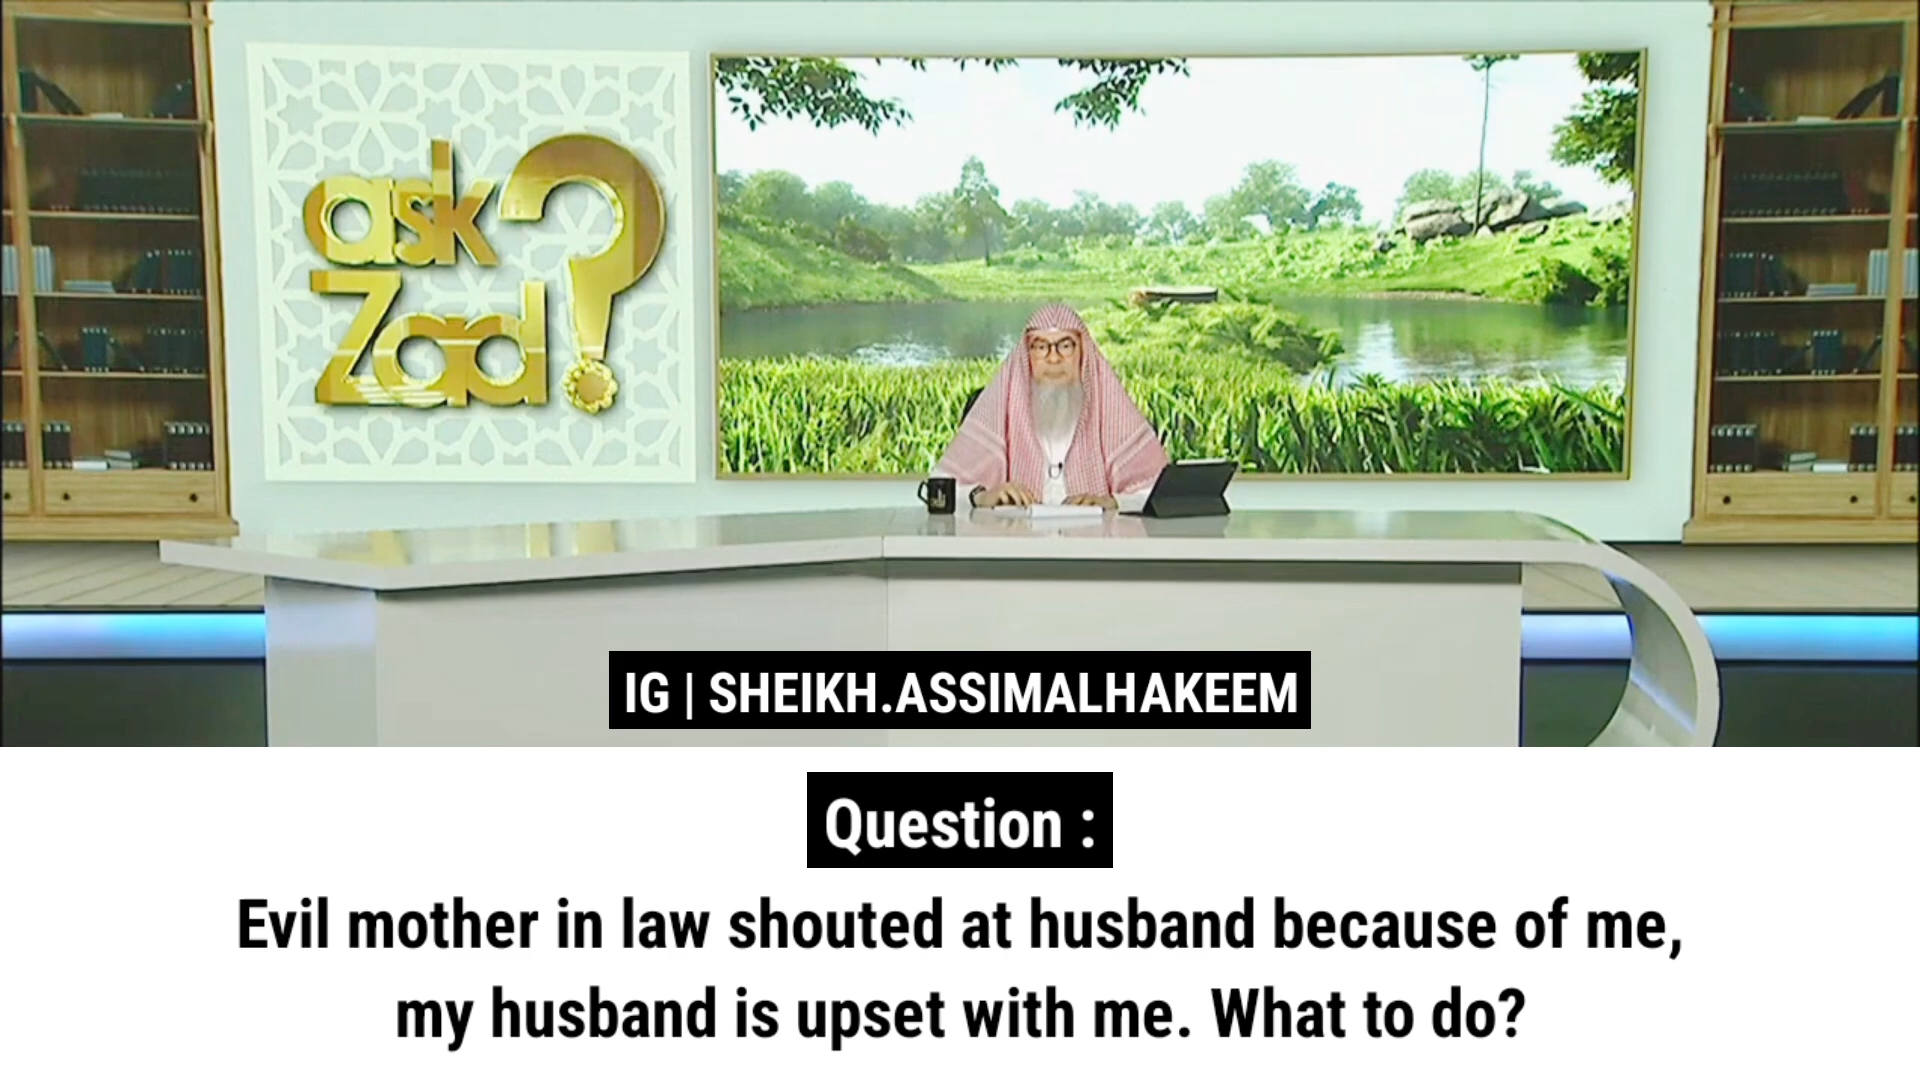 ask
Zad?
IG | SHEIKH.ASSIMALHAKEEM
Question :
Evil mother in law shouted at husband because of me,
my husband is upset with me. What to do?